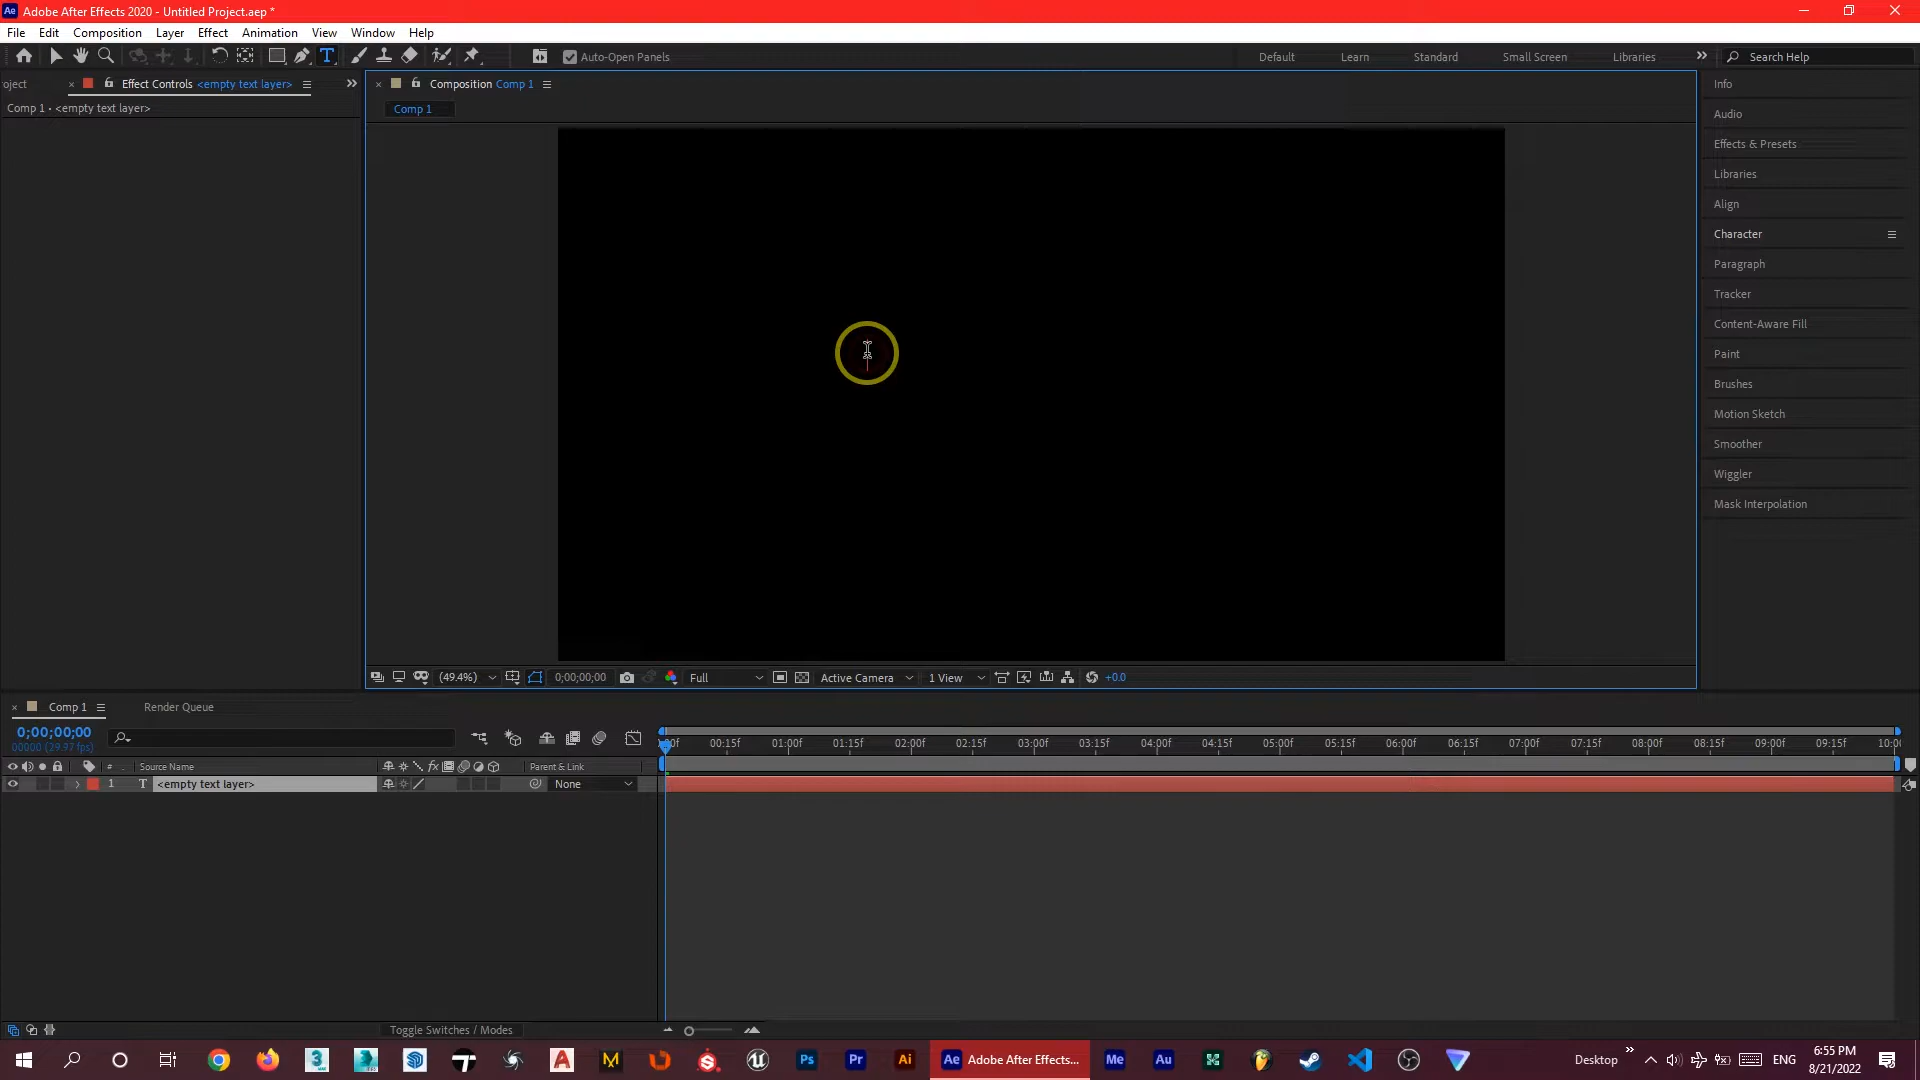 Ae Adobe After Effects 2020 - Untitled Project.aep *
File Edit Composition Layer Effect Animation View Window Help
T Auto-Open Panels Default Learn Standard Small Screen Libraries Search Help
oject Effect Controls <empty text layer> Composition Comp 1 Info
Comp 1 • <empty text layer> Comp 1
Audio
Effects & Presets
Libraries
Align
Character
Paragraph
Tracker
Content-Aware Fill
Paint
Brushes
Motion Sketch
Smoother
Wiggler
Mask Interpolation
(49.4%) 0;00;00;00 Full Active Camera 1 View +0.0
Comp 1 Render Queue
0;00;00;00
00000 (29.97 fps)
00f 00:15f 01:00f 01:15f 02:00f 02:15f 03:00f 03:15f 04:00f 04:15f 05:00f 05:15f 06:00f 06:15f 07:00f 07:15f 08:00f 08:15f 09:00f 09:15f 10:0
# Source Name fx Parent & Link
1 T <empty text layer> None
Toggle Switches / Modes
Ps Pr Ai Ae Adobe After Effects... Me Au Desktop ENG 6:55 PM
8/21/2022